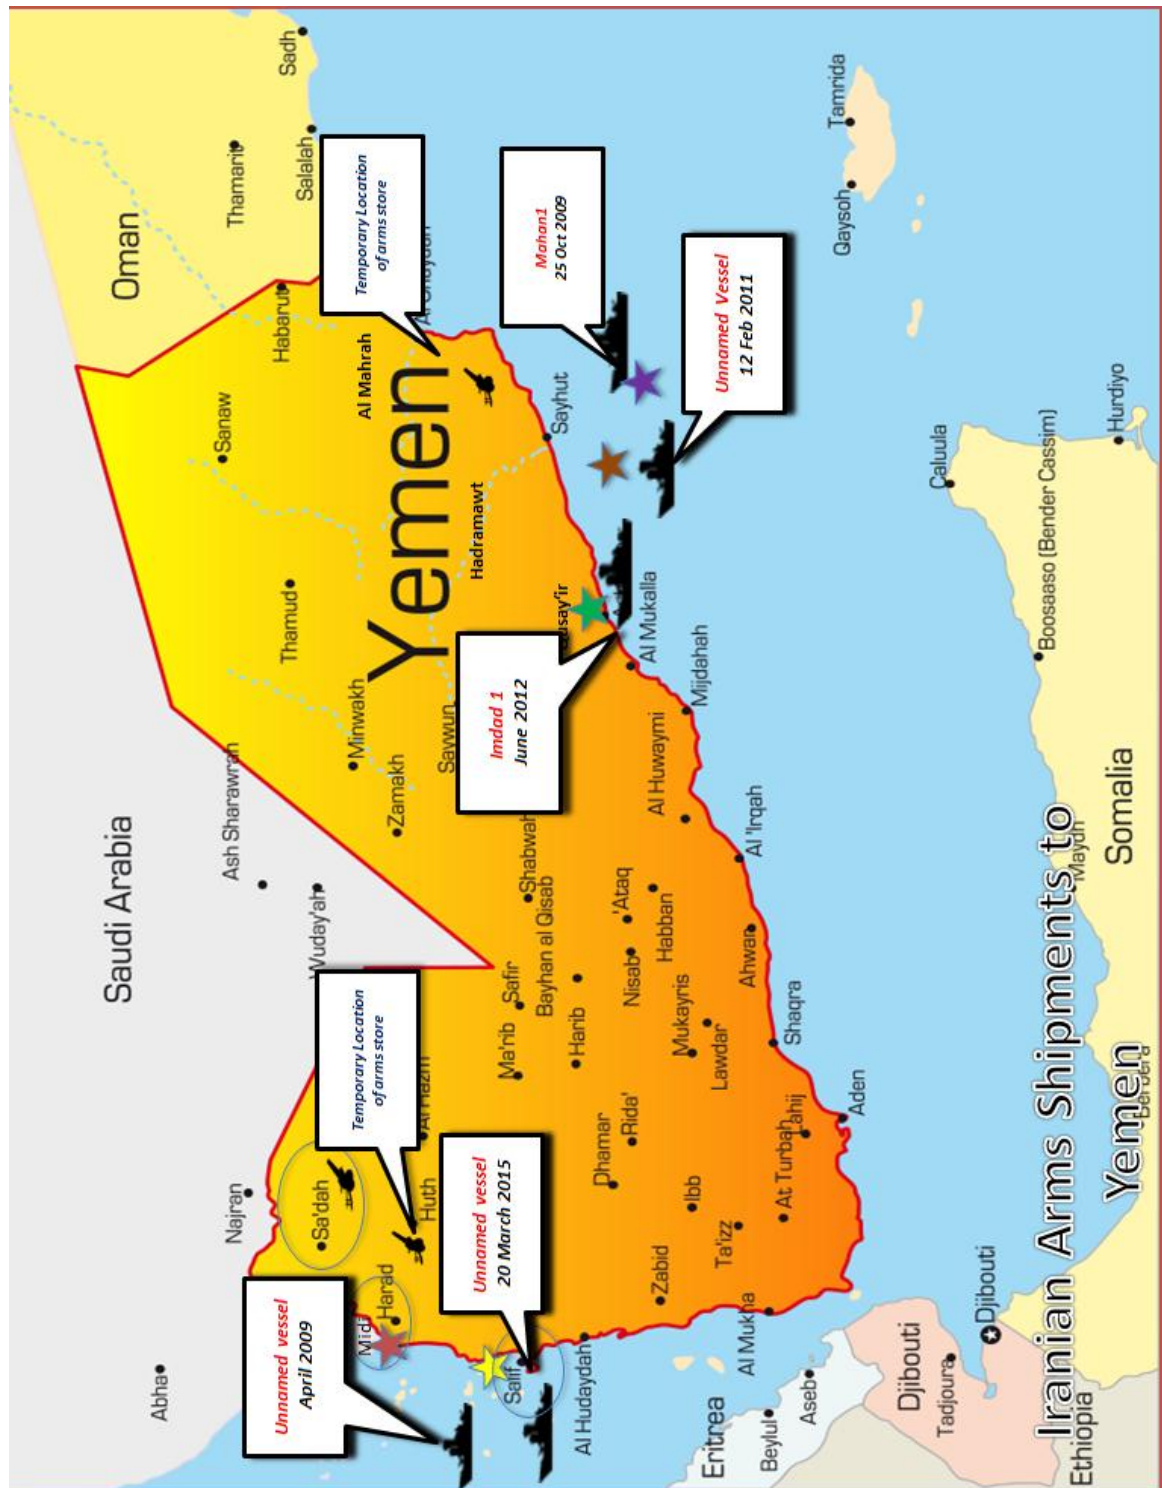 Iranian Arms Shipments to
Yemen
Saudi Arabia
Oman
Yemen
Somalia
Djibouti
Eritrea
Ethiopia
Unnamed vessel
April 2009
Unnamed vessel
20 March 2015
Temporary Location
of arms store
Imdad 1
June 2012
Temporary Location
of arms store
Mahan1
25 Oct 2009
Unnamed Vessel
12 Feb 2011
Abha
Najran
Sa'dah
Harad
Huth
Salif
Al Hudaydah
Wuday'ah
Ash Sharawrah
Ma'rib
Safir
Bayhan al Qisab
Shabwah
Harib
Dhamar
Rida'
Zabid
Ibb
Ta'izz
Al Mukha
At Turbah
Lahij
Aden
Nisab
'Ataq
Habban
Mukayris
Lawdar
Ahwar
Shaqra
Al 'Irqah
Al Huwaymi
Mijdahah
Al Mukalla
Zamakh
Minwakh
Thamud
Sanaw
Habarut
Al Mahrah
Hadramawt
Sayhut
Thamarit
Salalah
Sadh
Qaysoh
Tamrida
Caluula
Hurdiyo
Boosaaso (Bender Cassim)
Maydh
Beylul
Aseb
Tadjoura
Djibouti